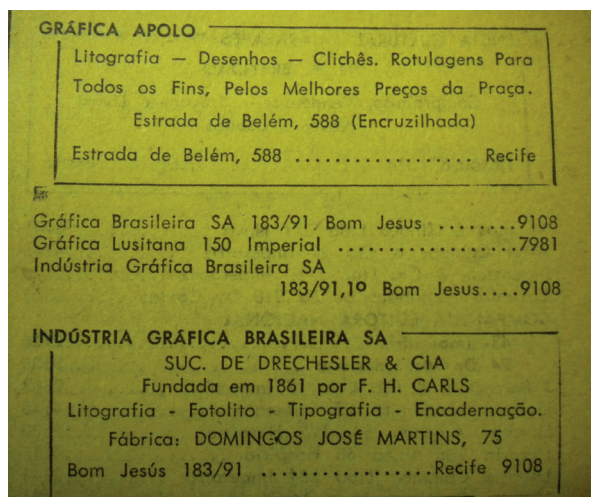 GRÁFICA APOLO
Litografia — Desenhos — Clichês. Rotulagens Para
Todos os Fins, Pelos Melhores Preços da Praça.
Estrada de Belém, 588 (Encruzilhada)
Estrada de Belém, 588 .................. Recife
Gráfica Brasileira SA 183/91 Bom Jesus ........9108
Gráfica Lusitana 150 Imperial ..................7981
Indústria Gráfica Brasileira SA
183/91,1º Bom Jesus....9108
INDÚSTRIA GRÁFICA BRASILEIRA SA
SUC. DE DRECHESLER & CIA
Fundada em 1861 por F. H. CARLS
Litografia - Fotolito - Tipografia - Encadernação.
Fábrica: DOMINGOS JOSÉ MARTINS, 75
Bom Jesús 183/91 .................Recife 9108